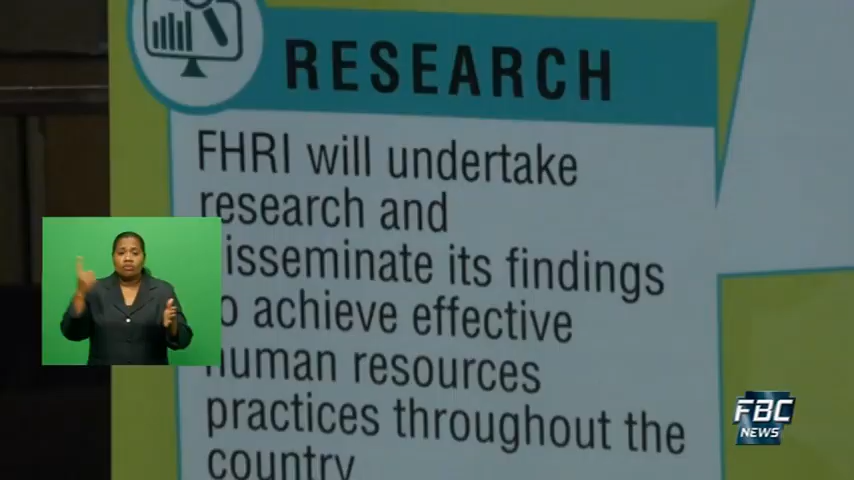 RESEARCH
FHRI will undertake
research and
isseminate its findings
o achieve effective
human resources
practices throughout the
country
FBC
NEWS